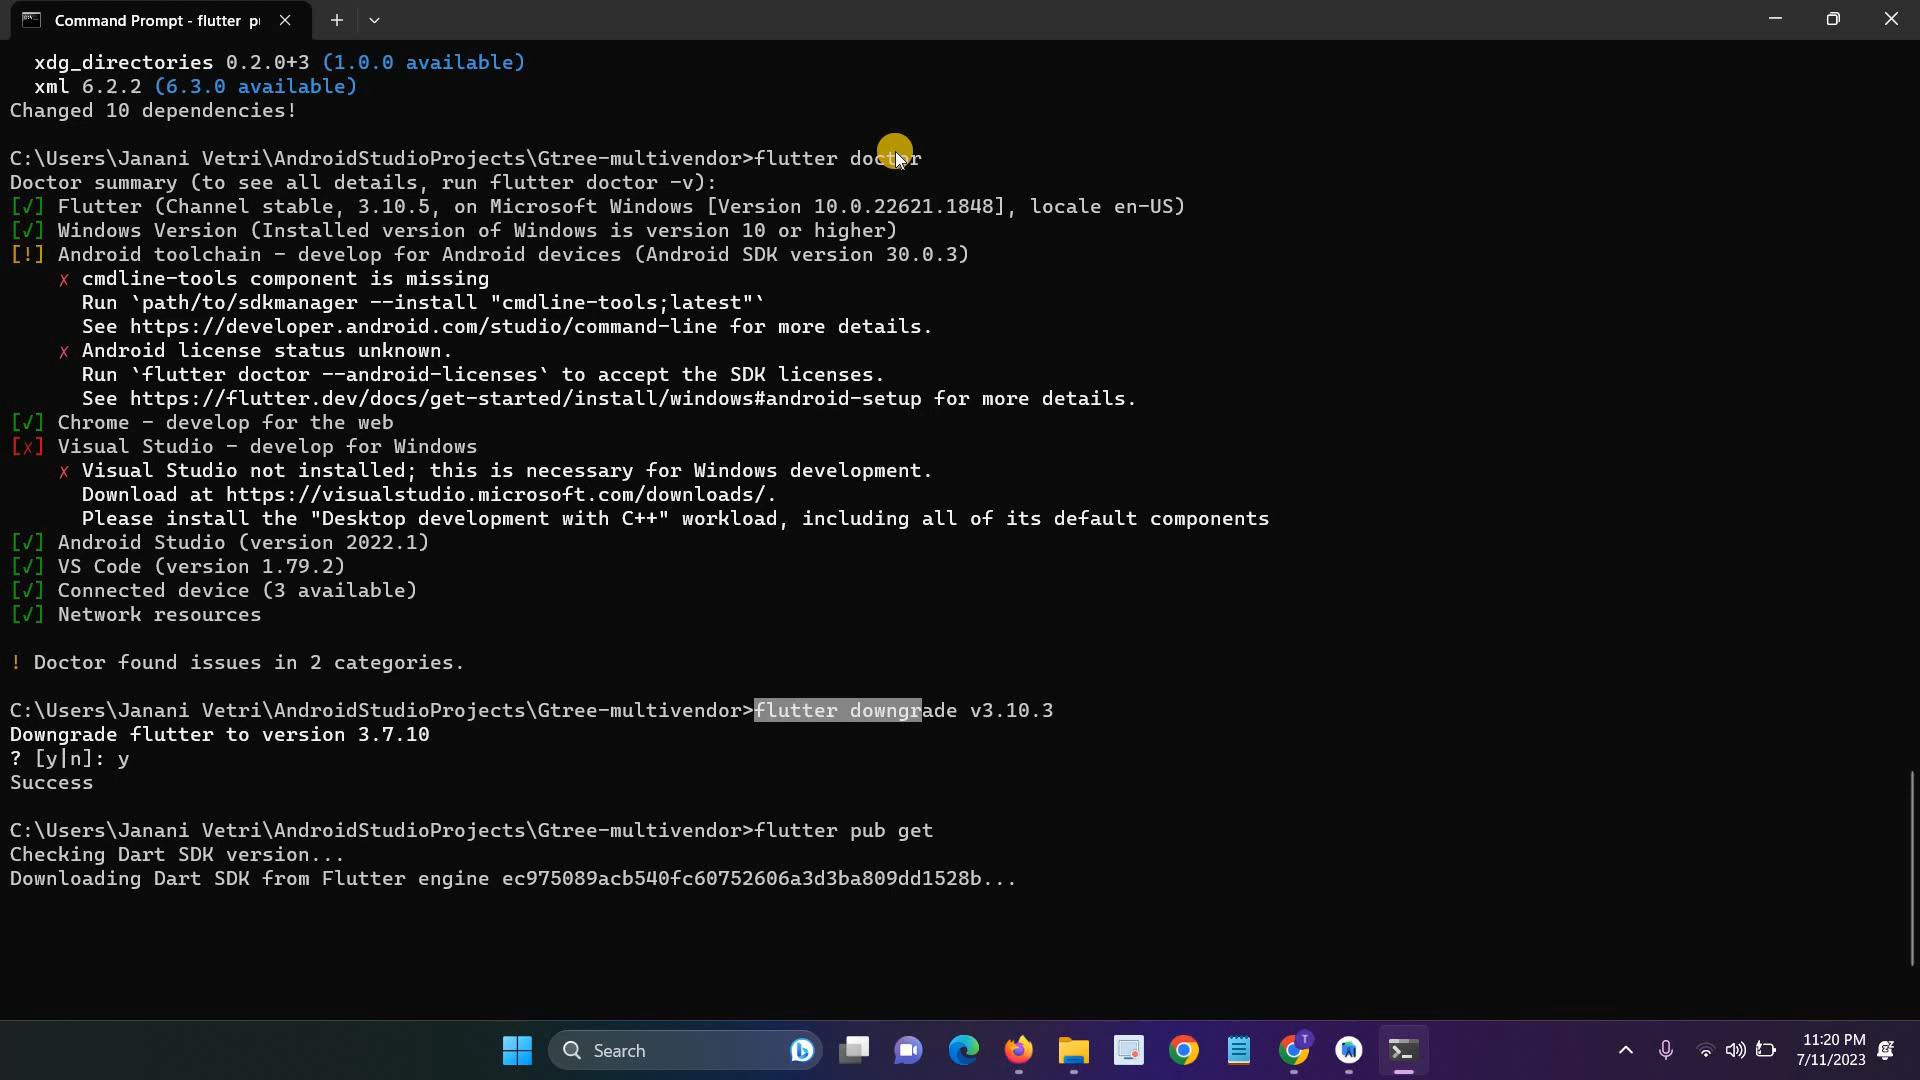 Command Prompt - flutter pu
xdg_directories 0.2.0+3 (1.0.0 available)
xml 6.2.2 (6.3.0 available)
Changed 10 dependencies!
C:\Users\Janani Vetri\AndroidStudioProjects\Gtree-multivendor>flutter doctor
Doctor summary (to see all details, run flutter doctor -v):
[√] Flutter (Channel stable, 3.10.5, on Microsoft Windows [Version 10.0.22621.1848], locale en-US)
[√] Windows Version (Installed version of Windows is version 10 or higher)
[!] Android toolchain - develop for Android devices (Android SDK version 30.0.3)
X cmdline-tools component is missing
Run `path/to/sdkmanager --install "cmdline-tools;latest"`
See https://developer.android.com/studio/command-line for more details.
X Android license status unknown.
Run `flutter doctor --android-licenses` to accept the SDK licenses.
See https://flutter.dev/docs/get-started/install/windows#android-setup for more details.
[√] Chrome - develop for the web
[X] Visual Studio - develop for Windows
X Visual Studio not installed; this is necessary for Windows development.
Download at https://visualstudio.microsoft.com/downloads/.
Please install the "Desktop development with C++" workload, including all of its default components
[√] Android Studio (version 2022.1)
[√] VS Code (version 1.79.2)
[√] Connected device (3 available)
[√] Network resources
! Doctor found issues in 2 categories.
C:\Users\Janani Vetri\AndroidStudioProjects\Gtree-multivendor>flutter downgrade v3.10.3
Downgrade flutter to version 3.7.10
? [y|n]: y
Success
C:\Users\Janani Vetri\AndroidStudioProjects\Gtree-multivendor>flutter pub get
Checking Dart SDK version...
Downloading Dart SDK from Flutter engine ec975089acb540fc60752606a3d3ba809dd1528b...
Search
T
11:20 PM
7/11/2023